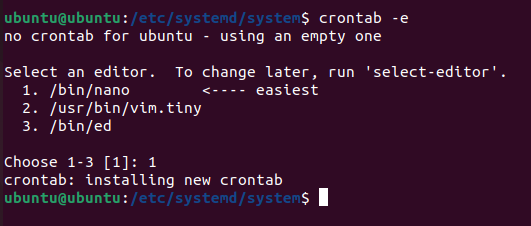 ubuntu@ubuntu:/etc/systemd/system$ crontab -e
no crontab for ubuntu - using an empty one

Select an editor.  To change later, run 'select-editor'.
  1. /bin/nano        <---- easiest
  2. /usr/bin/vim.tiny
  3. /bin/ed

Choose 1-3 [1]: 1
crontab: installing new crontab
ubuntu@ubuntu:/etc/systemd/system$